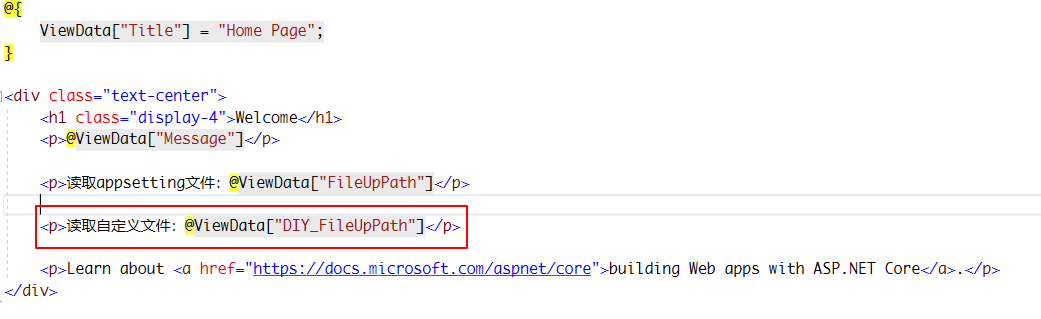 @{
ViewData["Title"] = "Home Page";
}
<div class="text-center">
<h1 class="display-4">Welcome</h1>
<p>@ViewData["Message"]</p>
<p>读取appsetting文件：@ViewData["FileUpPath"]</p>
<p>读取自定义文件：@ViewData["DIY_FileUpPath"]</p>
<p>Learn about <a href="https://docs.microsoft.com/aspnet/core">building Web apps with ASP.NET Core</a>.</p>
</div>